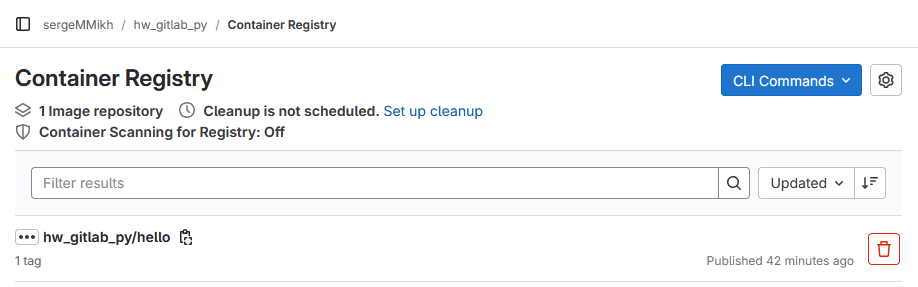 sergeMMikh / hw_gitlab_py / Container Registry
Container Registry
CLI Commands
1 Image repository Cleanup is not scheduled. Set up cleanup
Container Scanning for Registry: Off
Filter results
Updated
hw_gitlab_py/hello
1 tag
Published 42 minutes ago